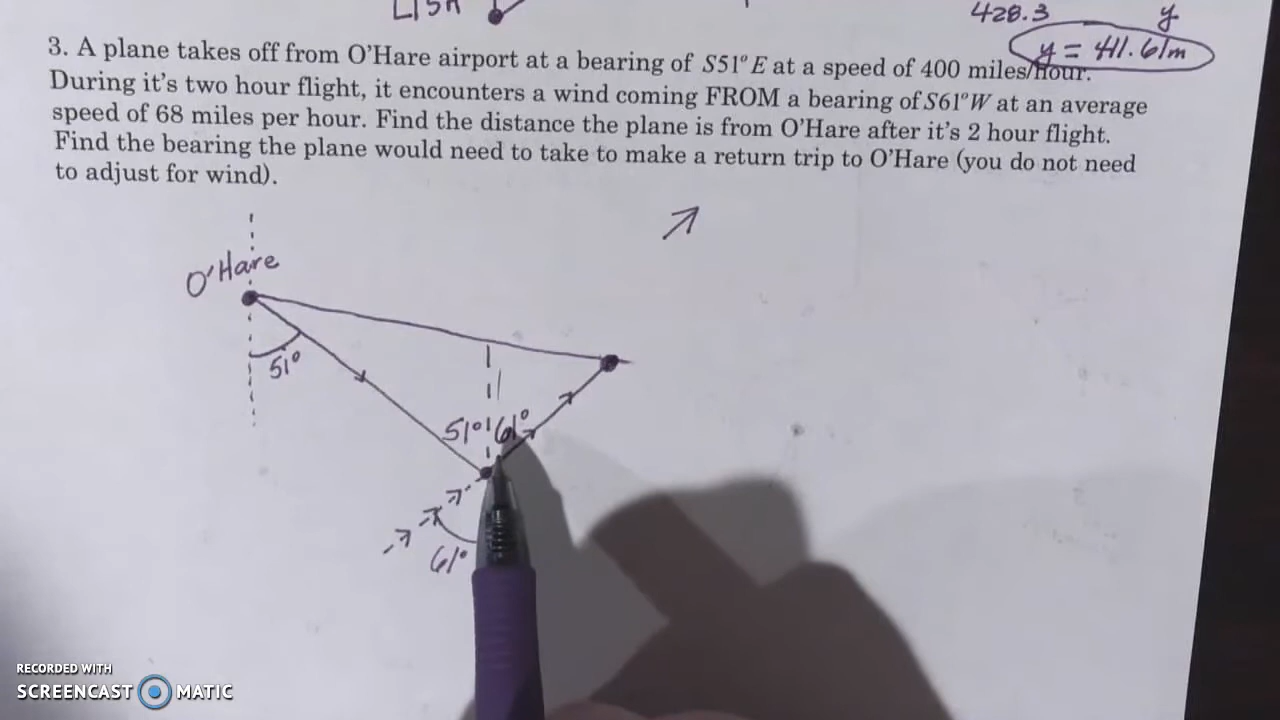 LISA
428.3
y
y = 411.61m
3. A plane takes off from O'Hare airport at a bearing of S51°E at a speed of 400 miles/hour.
During it's two hour flight, it encounters a wind coming FROM a bearing of S61°W at an average
speed of 68 miles per hour. Find the distance the plane is from O'Hare after it's 2 hour flight.
Find the bearing the plane would need to take to make a return trip to O'Hare (you do not need
to adjust for wind).
O'Hare
51°
51° 61°
61°
RECORDED WITH
SCREENCAST MATIC